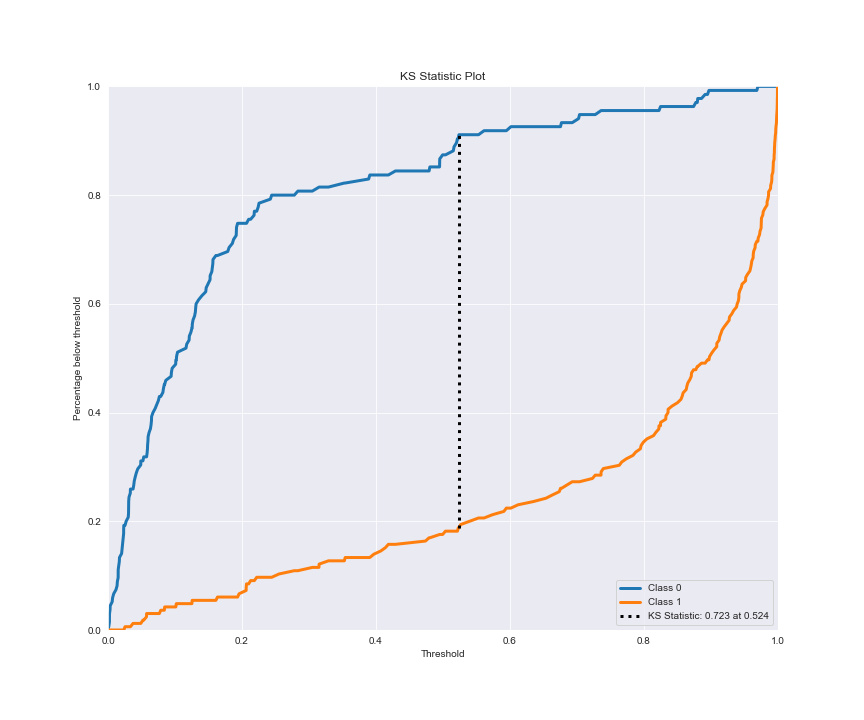 KS Statistic Plot
1.0
0.8
0.6
0.4
0.2
0.0
Percentage below threshold
0.0 0.2 0.4 0.6 0.8 1.0
Threshold
Class 0
Class 1
KS Statistic: 0.723 at 0.524